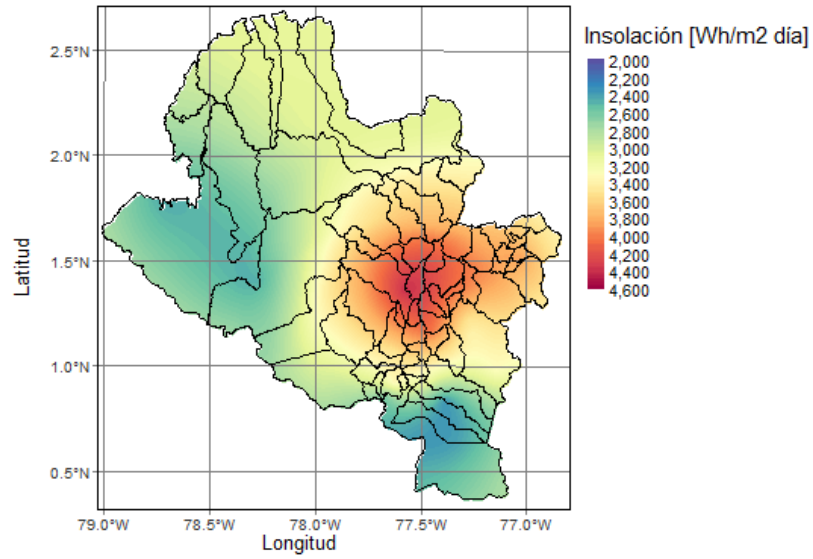 Insolación [Wh/m2 día]
2,000
2,200
2,400
2,600
2,800
3,000
3,200
3,400
3,600
3,800
4,000
4,200
4,400
4,600
2.5°N
2.0°N
1.5°N
1.0°N
0.5°N
Latitud
79.0°W 78.5°W 78.0°W 77.5°W 77.0°W
Longitud